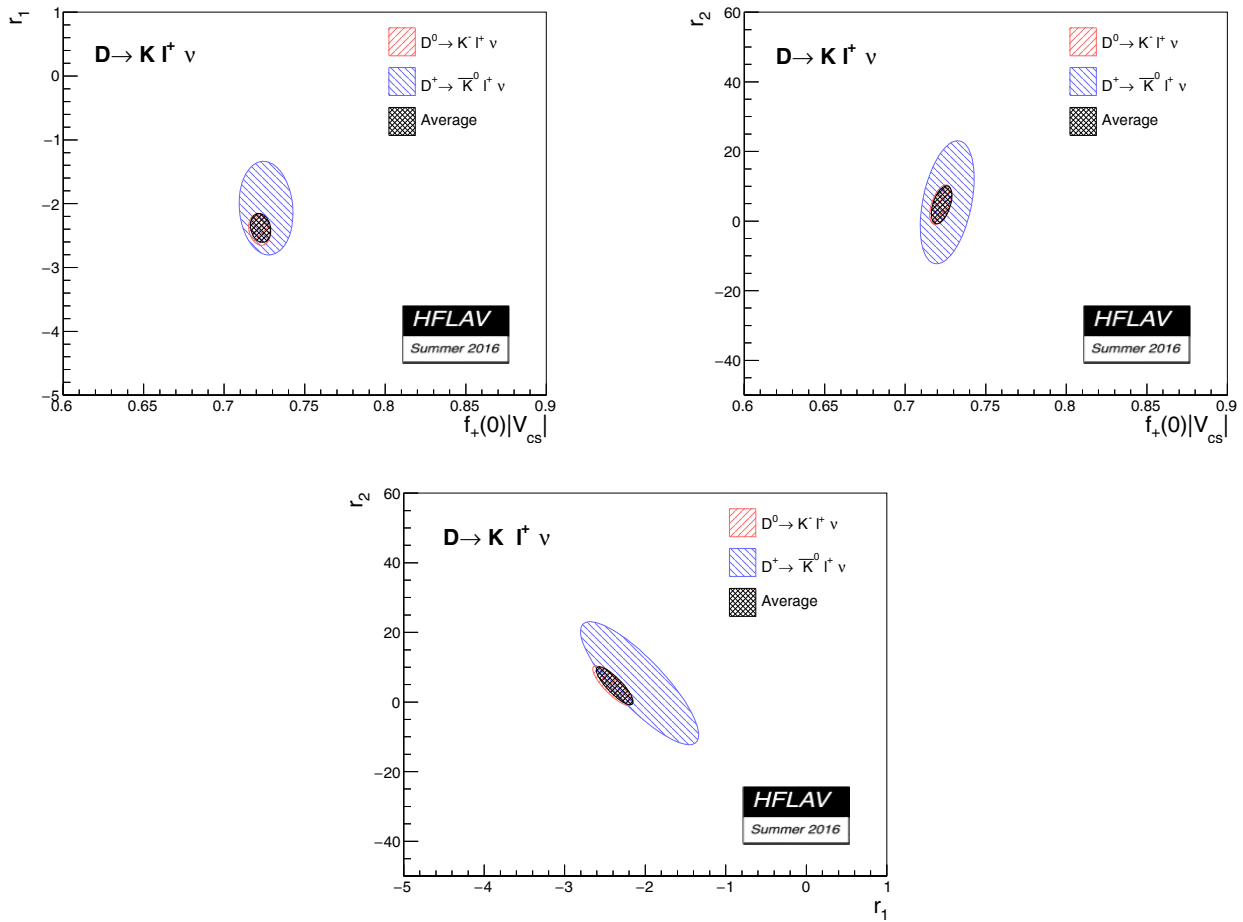 r₁
1
0
−1
−2
−3
−4
−5
0.6 0.65 0.7 0.75 0.8 0.85 0.9
f₊(0)|V_cs|
D→ K l⁺ ν
D⁰→ K⁻ l⁺ ν
D⁺→ K̅⁰ l⁺ ν
Average
HFLAV
Summer 2016
r₂
60
40
20
0
−20
−40
0.6 0.65 0.7 0.75 0.8 0.85 0.9
f₊(0)|V_cs|
D→ K l⁺ ν
D⁰→ K⁻ l⁺ ν
D⁺→ K̅⁰ l⁺ ν
Average
HFLAV
Summer 2016
r₂
60
40
20
0
−20
−40
−5 −4 −3 −2 −1 0 1
r₁
D→ K l⁺ ν
D⁰→ K⁻ l⁺ ν
D⁺→ K̅⁰ l⁺ ν
Average
HFLAV
Summer 2016